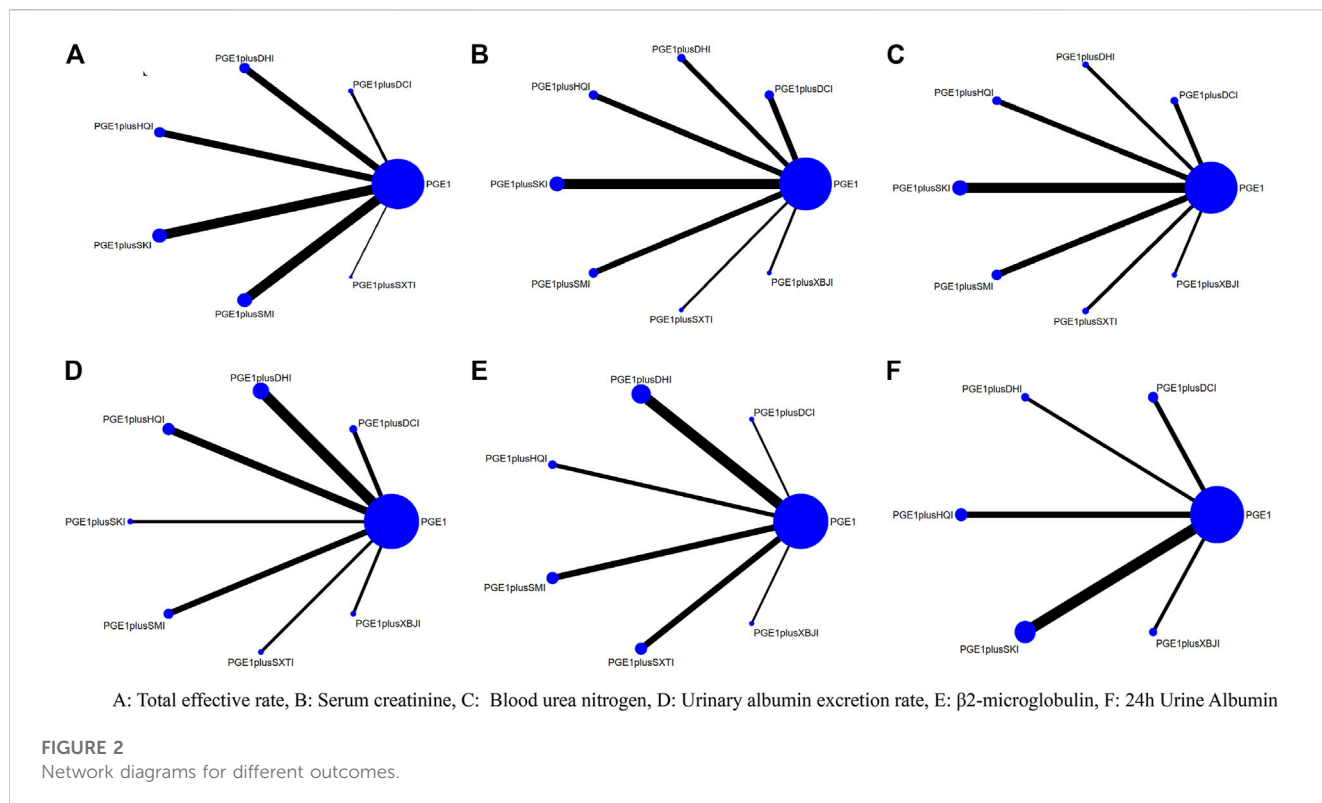 A
PGE1plusDHI
PGE1plusDCI
PGE1plusHQI
PGE1
PGE1plusSKI
PGE1plusSXTI
PGE1plusSMI
B
PGE1plusDHI
PGE1plusDCI
PGE1plusHQI
PGE1plusSKI
PGE1
PGE1plusSMI
PGE1plusXBJI
PGE1plusSXTI
C
PGE1plusDHI
PGE1plusDCI
PGE1plusHQI
PGE1plusSKI
PGE1
PGE1plusSMI
PGE1plusXBJI
PGE1plusSXTI
D
PGE1plusDHI
PGE1plusDCI
PGE1plusHQI
PGE1plusSKI
PGE1
PGE1plusSMI
PGE1plusXBJI
PGE1plusSXTI
E
PGE1plusDHI
PGE1plusDCI
PGE1plusHQI
PGE1
PGE1plusSMI
PGE1plusXBJI
PGE1plusSXTI
F
PGE1plusDHI
PGE1plusDCI
PGE1plusHQI
PGE1
PGE1plusSKI
PGE1plusXBJI
A: Total effective rate, B: Serum creatinine, C: Blood urea nitrogen, D: Urinary albumin excretion rate, E: β2-microglobulin, F: 24h Urine Albumin
FIGURE 2
Network diagrams for different outcomes.